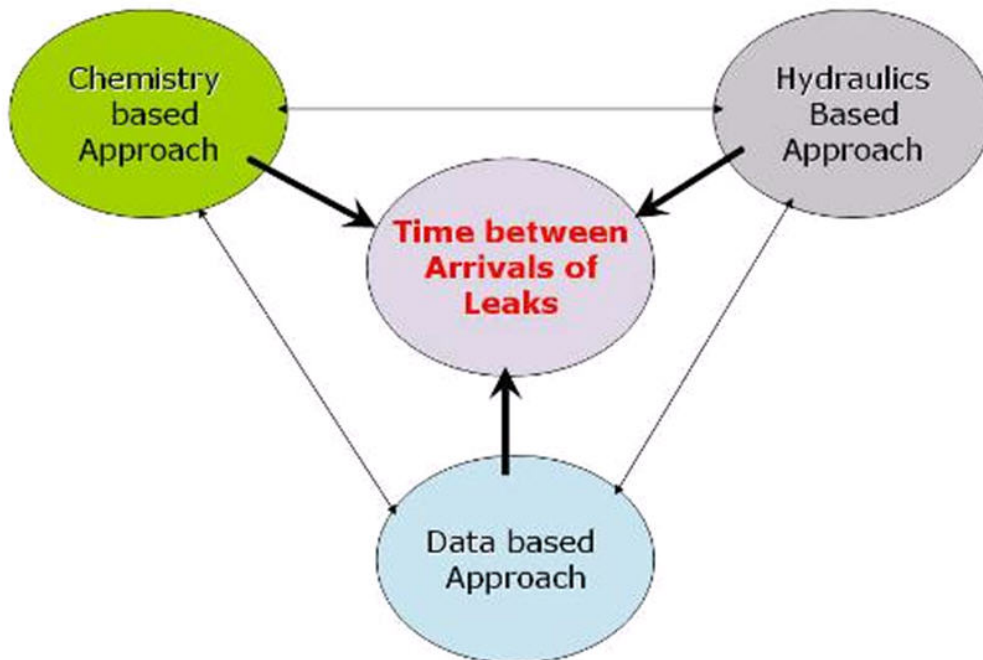 Chemistry
based
Approach
Hydraulics
Based
Approach
Time between
Arrivals of
Leaks
Data based
Approach